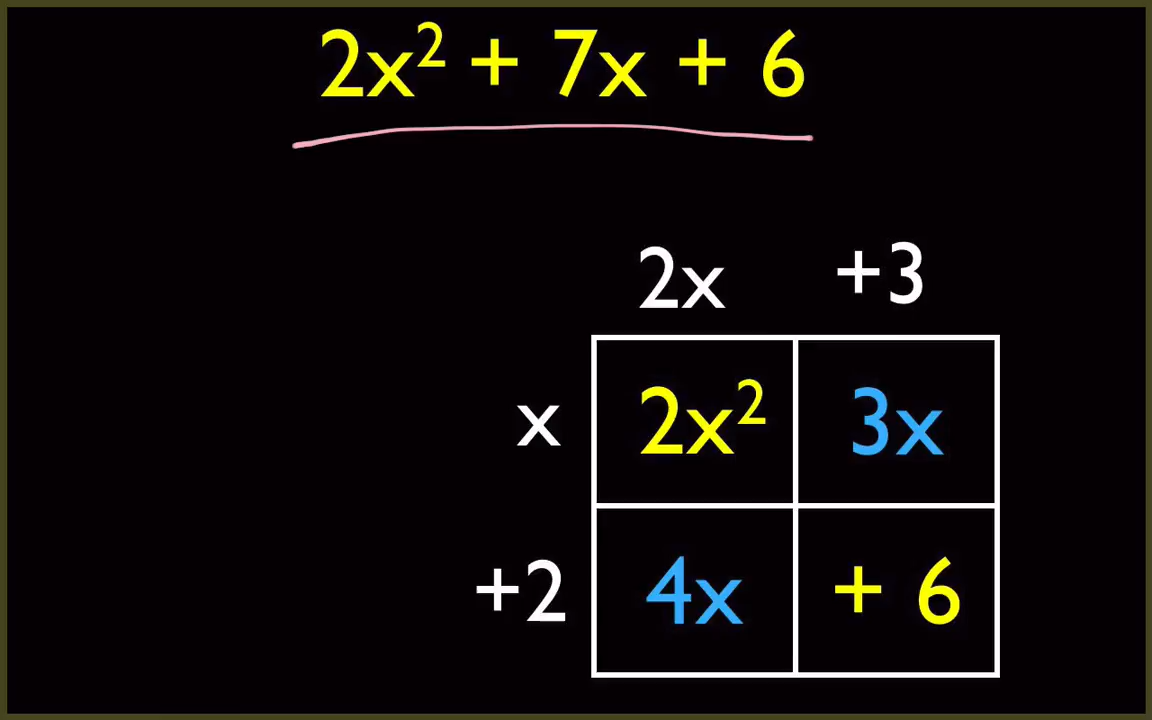 2x² + 7x + 6
2x +3
x 2x² 3x
+2 4x + 6